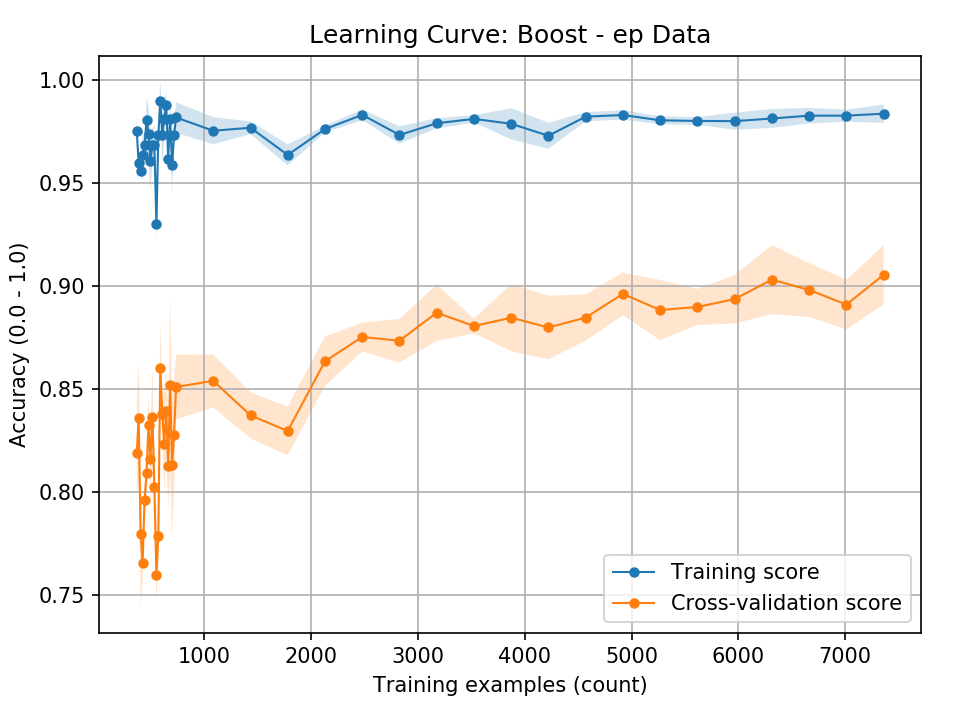 Learning Curve: Boost - ep Data
Accuracy (0.0 - 1.0)
1.00
0.95
0.90
0.85
0.80
0.75
1000 2000 3000 4000 5000 6000 7000
Training examples (count)
Training score
Cross-validation score